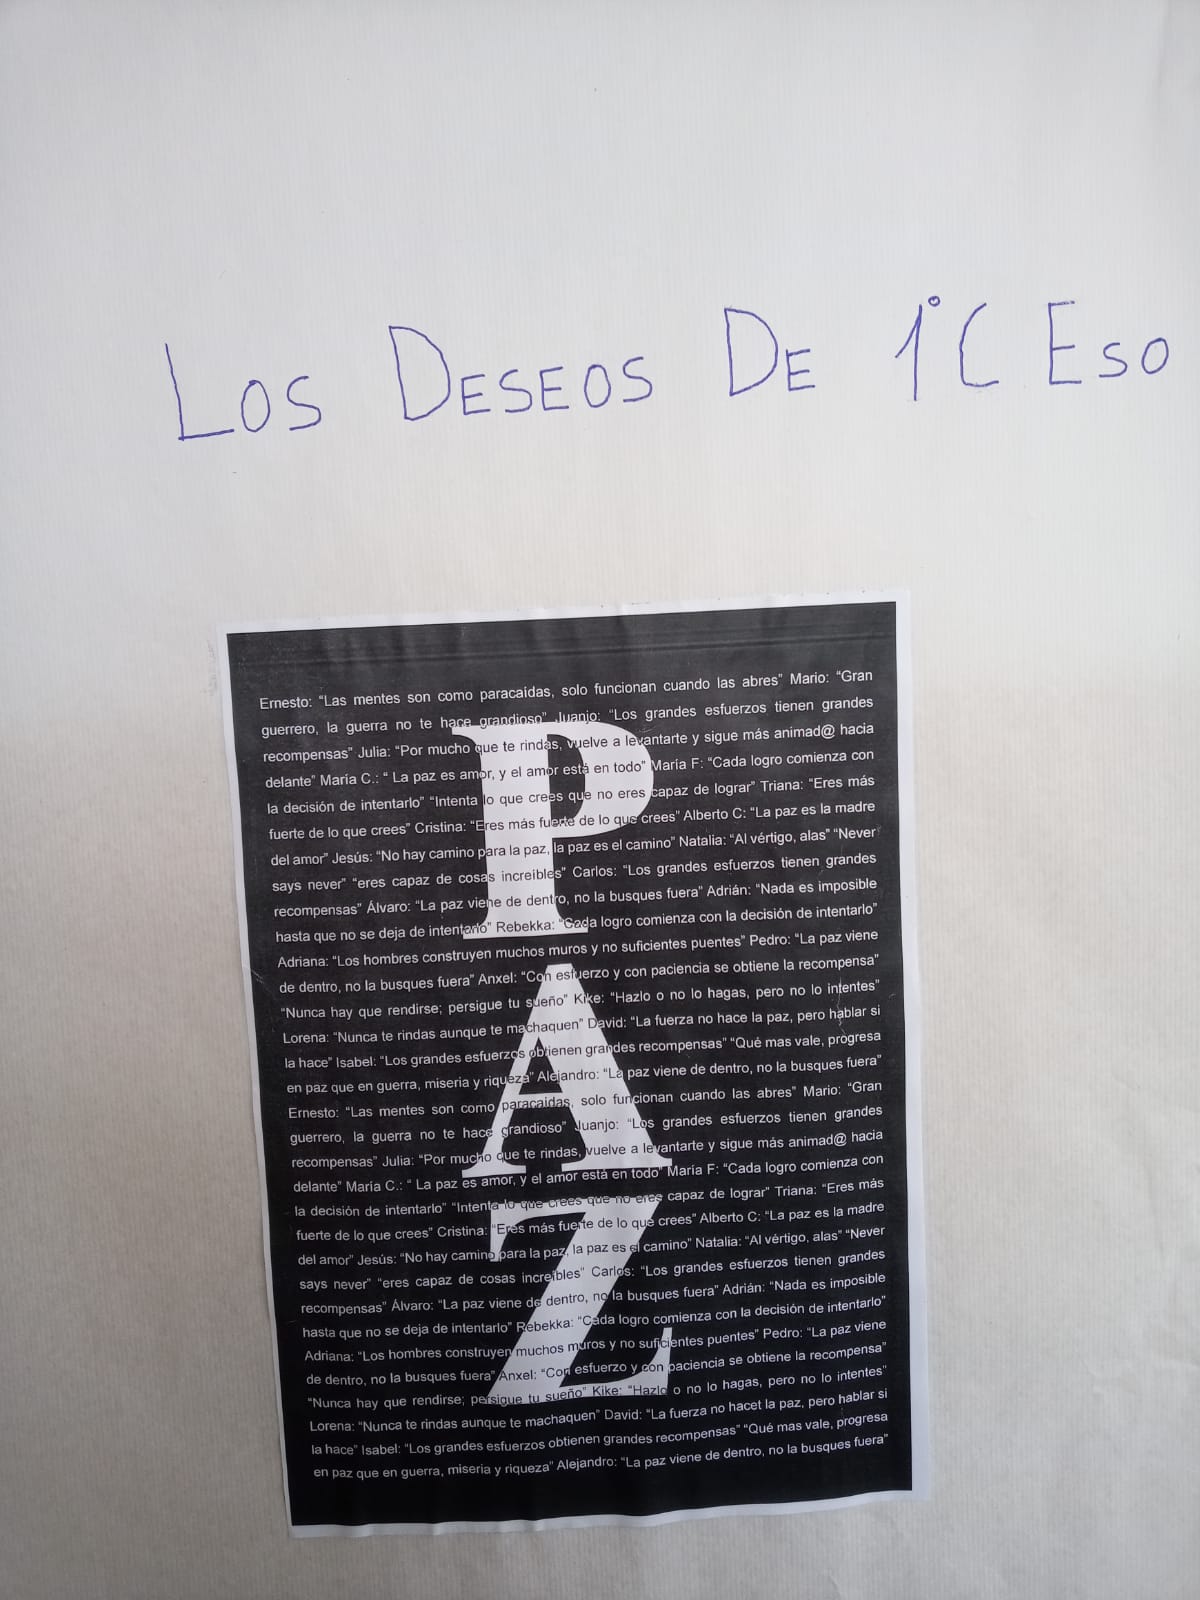 LOS DESEOS DE 1°C ESO
Ernesto: “Las mentes son como paracaidas, solo funcionan cuando las abres” Mario: “Gran
guerrero, la guerra no te hace grandioso” Juanjo: “Los grandes esfuerzos tienen grandes
recompensas” Julia: “Por mucho que te rindas, vuelve a levantarte y sigue más animad@ hacia
delante” María C.: “ La paz es amor, y el amor está en todo” María F: “Cada logro comienza con
la decisión de intentarlo” “Intenta lo que crees que no eres capaz de lograr” Triana: “Eres más
fuerte de lo que crees” Cristina: “Eres más fuerte de lo que crees” Alberto C: “La paz es la madre
del amor” Jesús: “No hay camino para la paz, la paz es el camino” Natalia: “Al vértigo, alas” “Never
says never” “eres capaz de cosas increibles” Carlos: “Los grandes esfuerzos tienen grandes
recompensas” Álvaro: “La paz viene de dentro, no la busques fuera” Adrián: “Nada es imposible
hasta que no se deja de intentarlo” Rebekka: “Cada logro comienza con la decisión de intentarlo”
Adriana: “Los hombres construyen muchos muros y no suficientes puentes” Pedro: “La paz viene
de dentro, no la busques fuera” Anxel: “Con esfuerzo y con paciencia se obtiene la recompensa”
“Nunca hay que rendirse; persigue tu sueño” Kike: “Hazlo o no lo hagas, pero no lo intentes”
Lorena: “Nunca te rindas aunque te machaquen” David: “La fuerza no hace la paz, pero hablar si
la hace” Isabel: “Los grandes esfuerzos obtienen grandes recompensas” “Qué mas vale, progresa
en paz que en guerra, miseria y riqueza” Alejandro: “La paz viene de dentro, no la busques fuera”
Ernesto: “Las mentes son como paracaidas, solo funcionan cuando las abres” Mario: “Gran
guerrero, la guerra no te hace grandioso” Juanjo: “Los grandes esfuerzos tienen grandes
recompensas” Julia: “Por mucho que te rindas, vuelve a levantarte y sigue más animad@ hacia
delante” María C.: “ La paz es amor, y el amor está en todo” María F: “Cada logro comienza con
la decisión de intentarlo” “Intenta lo que crees que no eres capaz de lograr” Triana: “Eres más
fuerte de lo que crees” Cristina: “Eres más fuerte de lo que crees” Alberto C: “La paz es la madre
del amor” Jesús: “No hay camino para la paz, la paz es el camino” Natalia: “Al vértigo, alas” “Never
says never” “eres capaz de cosas increíbles” Carlos: “Los grandes esfuerzos tienen grandes
recompensas” Álvaro: “La paz viene de dentro, no la busques fuera” Adrián: “Nada es imposible
hasta que no se deja de intentarlo” Rebekka: “Cada logro comienza con la decisión de intentarlo”
Adriana: “Los hombres construyen muchos muros y no suficientes puentes” Pedro: “La paz viene
de dentro, no la busques fuera” Anxel: “Con esfuerzo y con paciencia se obtiene la recompensa”
“Nunca hay que rendirse; persigue tu sueño” Kike: “Hazlo o no lo hagas, pero no lo intentes”
Lorena: “Nunca te rindas aunque te machaquen” David: “La fuerza no hacet la paz, pero hablar si
la hace” Isabel: “Los grandes esfuerzos obtienen grandes recompensas” “Qué mas vale, progresa
en paz que en guerra, miseria y riqueza” Alejandro: “La paz viene de dentro, no la busques fuera”
P
A
Z